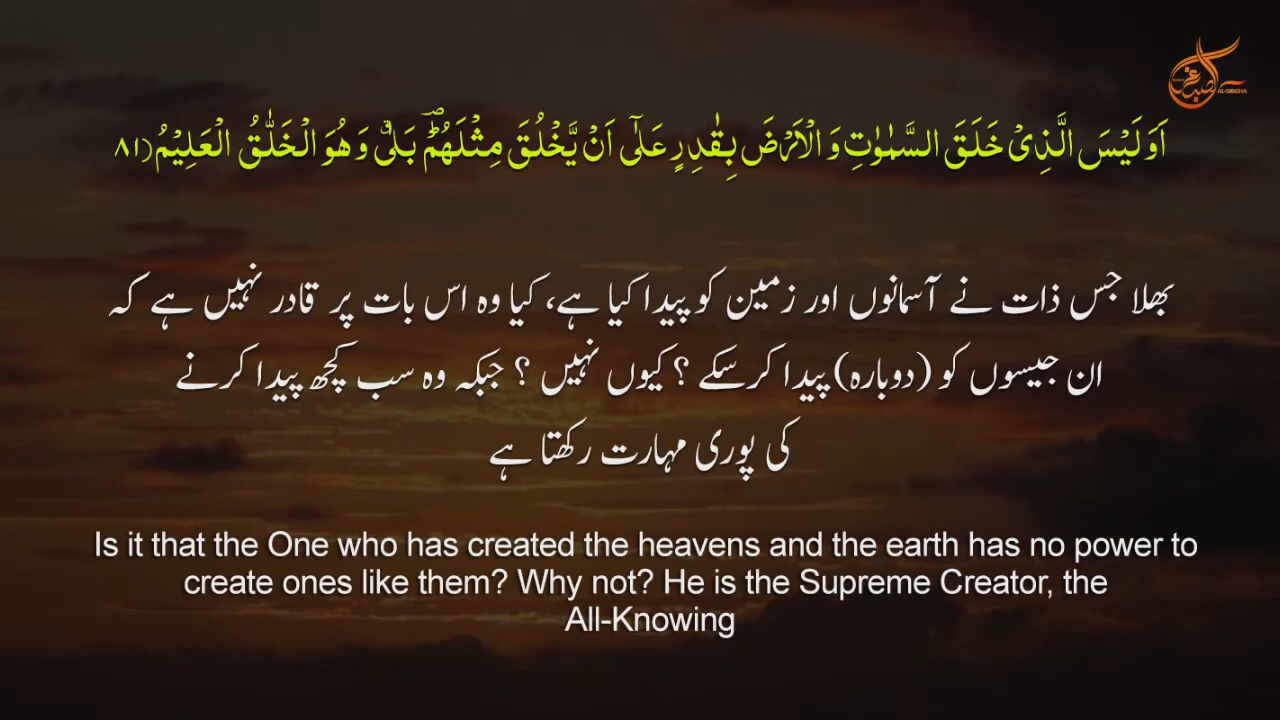 اَوَلَيْسَ الَّذِىْ خَلَقَ السَّمٰوٰتِ وَ الْاَرْضَ بِقٰدِرٍ عَلٰٓى اَنْ يَّخْلُقَ مِثْلَهُمْؕؔ بَلٰىۗ وَ هُوَ الْخَلّٰقُ الْعَلِيْمُ(۸۱
بھلا جس ذات نے آسمانوں اور زمین کو پیدا کیا ہے، کیا وہ اس بات پر قادر نہیں ہے کہ
ان جیسوں کو (دوبارہ) پیدا کرسکے ؟ کیوں نہیں ؟ جبکہ وہ سب کچھ پیدا کرنے
کی پوری مہارت رکھتا ہے
Is it that the One who has created the heavens and the earth has no power to
create ones like them? Why not? He is the Supreme Creator, the
All-Knowing